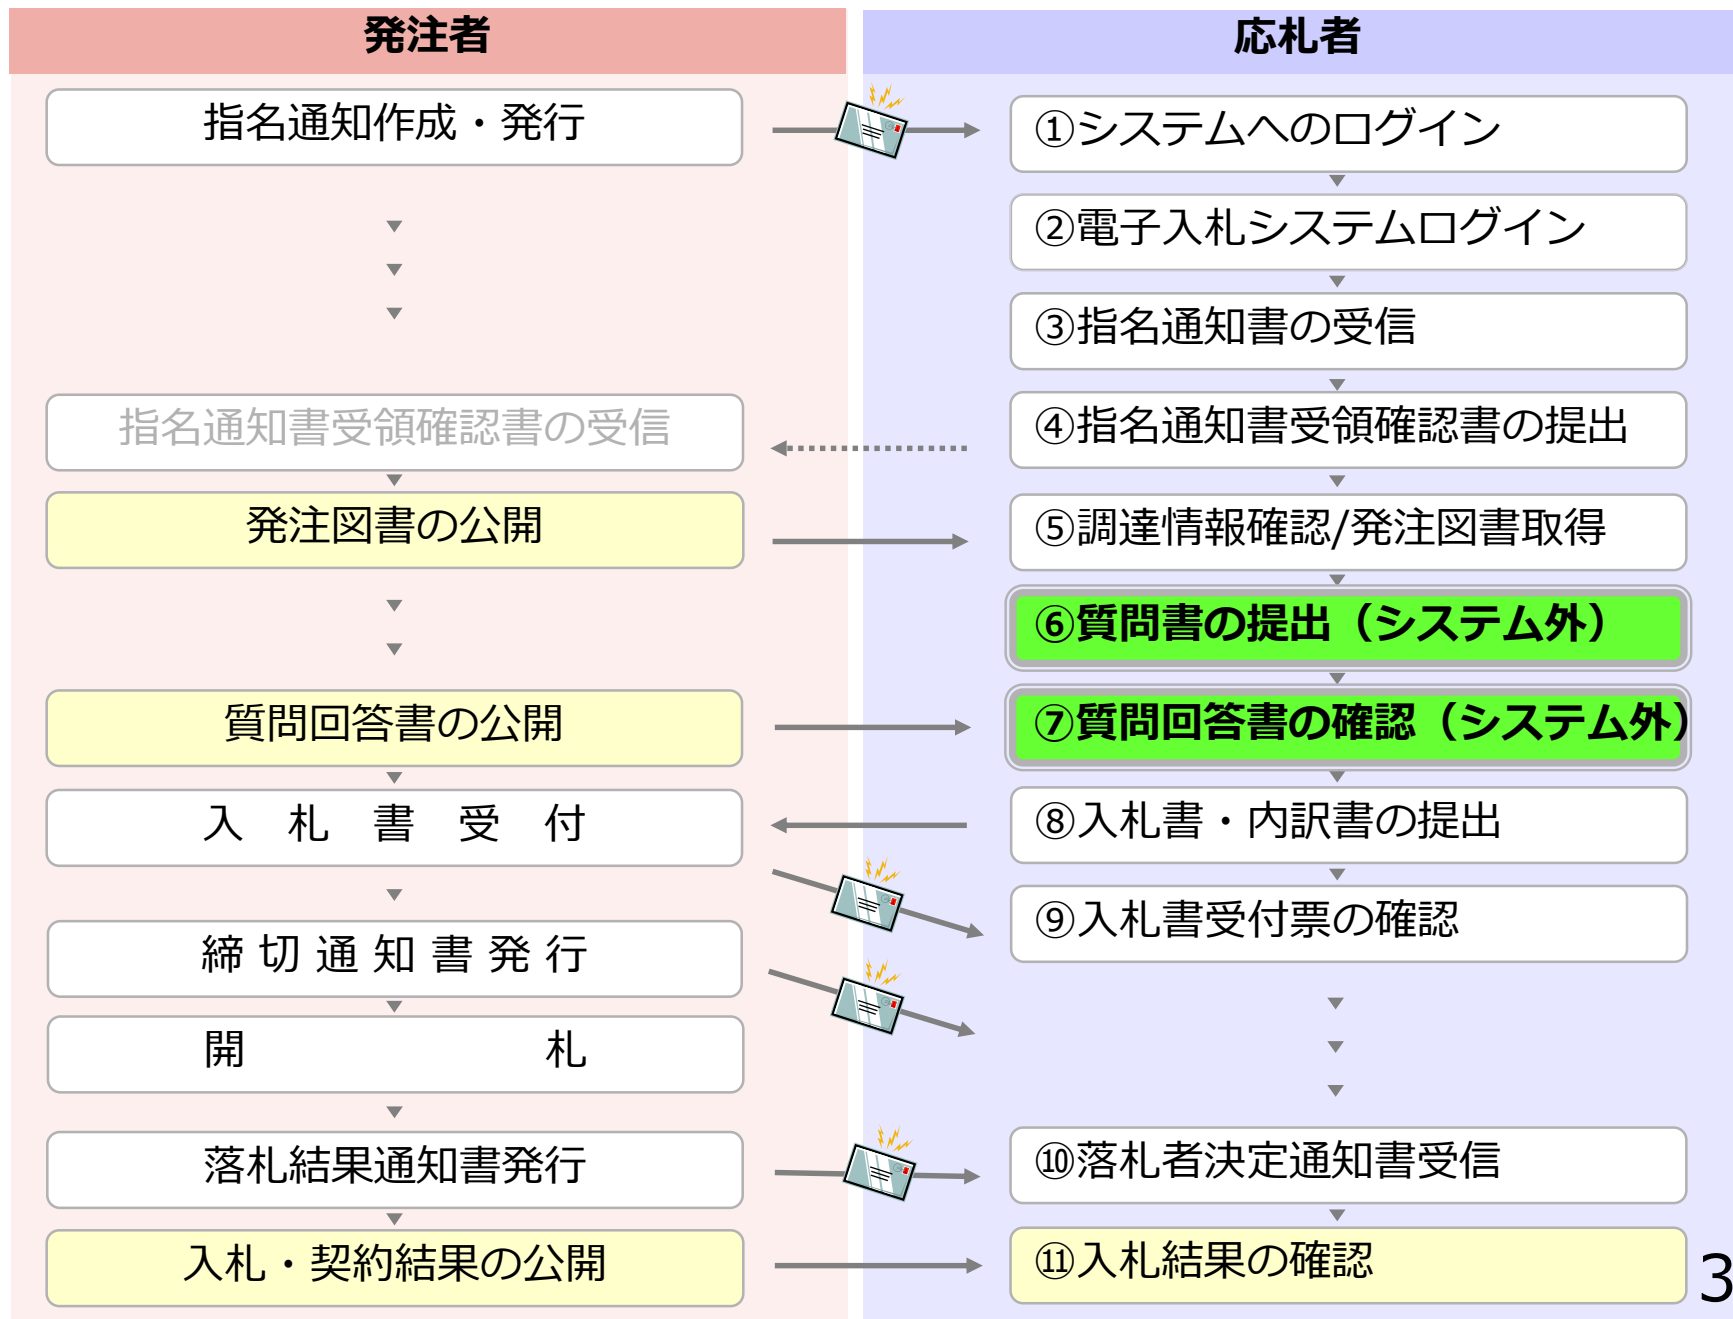 発注者
応札者
指名通知作成・発行
①システムへのログイン
②電子入札システムログイン
③指名通知書の受信
指名通知書受領確認書の受信
④指名通知書受領確認書の提出
発注図書の公開
⑤調達情報確認/発注図書取得
⑥質問書の提出（システム外）
質問回答書の公開
⑦質問回答書の確認（システム外）
入　札　書　受　付
⑧入札書・内訳書の提出
⑨入札書受付票の確認
締 切 通 知 書 発 行
開　　　　　　　札
落札結果通知書発行
⑩落札者決定通知書受信
入札・契約結果の公開
⑪入札結果の確認
3